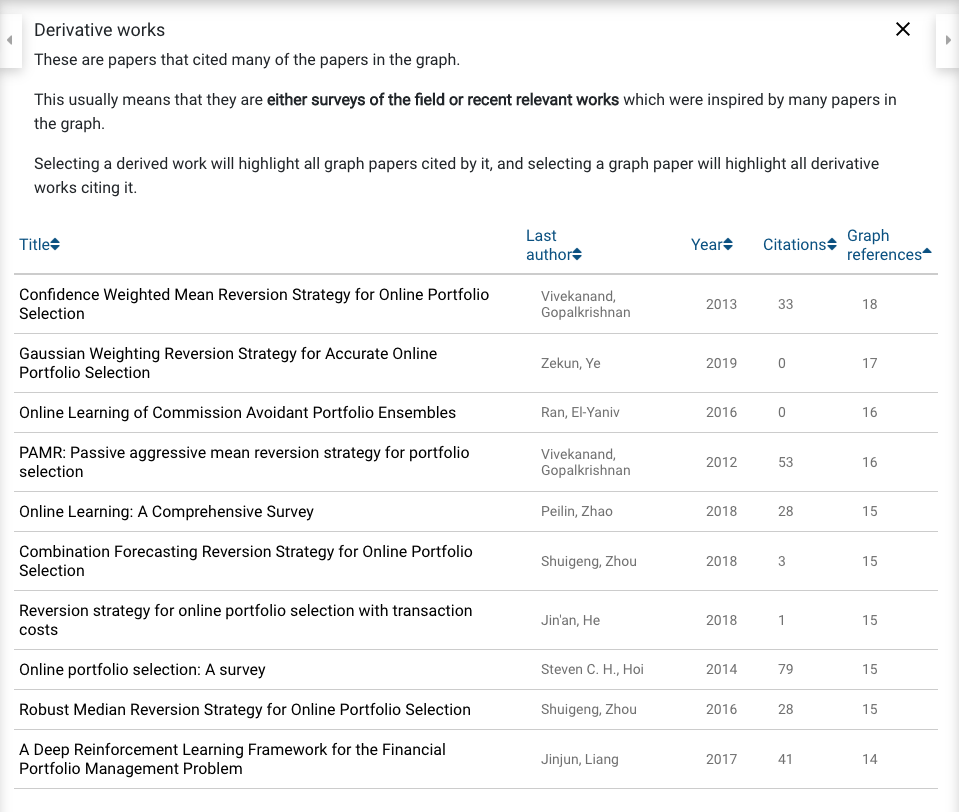 Derivative works
These are papers that cited many of the papers in the graph.
This usually means that they are either surveys of the field or recent relevant works which were inspired by many papers in
the graph.
Selecting a derived work will highlight all graph papers cited by it, and selecting a graph paper will highlight all derivative
works citing it.
Title Last author Year Citations Graph references
Confidence Weighted Mean Reversion Strategy for Online Portfolio
Selection
Vivekanand,
Gopalkrishnan
2013 33 18
Gaussian Weighting Reversion Strategy for Accurate Online
Portfolio Selection
Zekun, Ye 2019 0 17
Online Learning of Commission Avoidant Portfolio Ensembles Ran, El-Yaniv 2016 0 16
PAMR: Passive aggressive mean reversion strategy for portfolio
selection
Vivekanand,
Gopalkrishnan
2012 53 16
Online Learning: A Comprehensive Survey Peilin, Zhao 2018 28 15
Combination Forecasting Reversion Strategy for Online Portfolio
Selection
Shuigeng, Zhou 2018 3 15
Reversion strategy for online portfolio selection with transaction
costs
Jin'an, He 2018 1 15
Online portfolio selection: A survey Steven C. H., Hoi 2014 79 15
Robust Median Reversion Strategy for Online Portfolio Selection Shuigeng, Zhou 2016 28 15
A Deep Reinforcement Learning Framework for the Financial
Portfolio Management Problem
Jinjun, Liang 2017 41 14